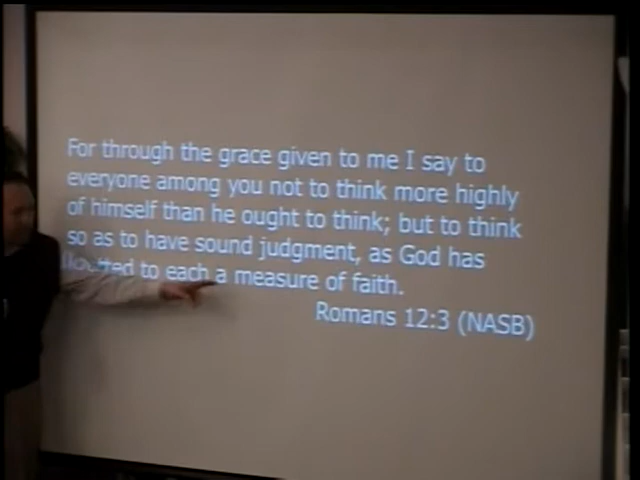 For through the grace given to me I say to
everyone among you not to think more highly
of himself than he ought to think; but to think
so as to have sound judgment, as God has
to each a measure of faith.
Romans 12:3 (NASB)